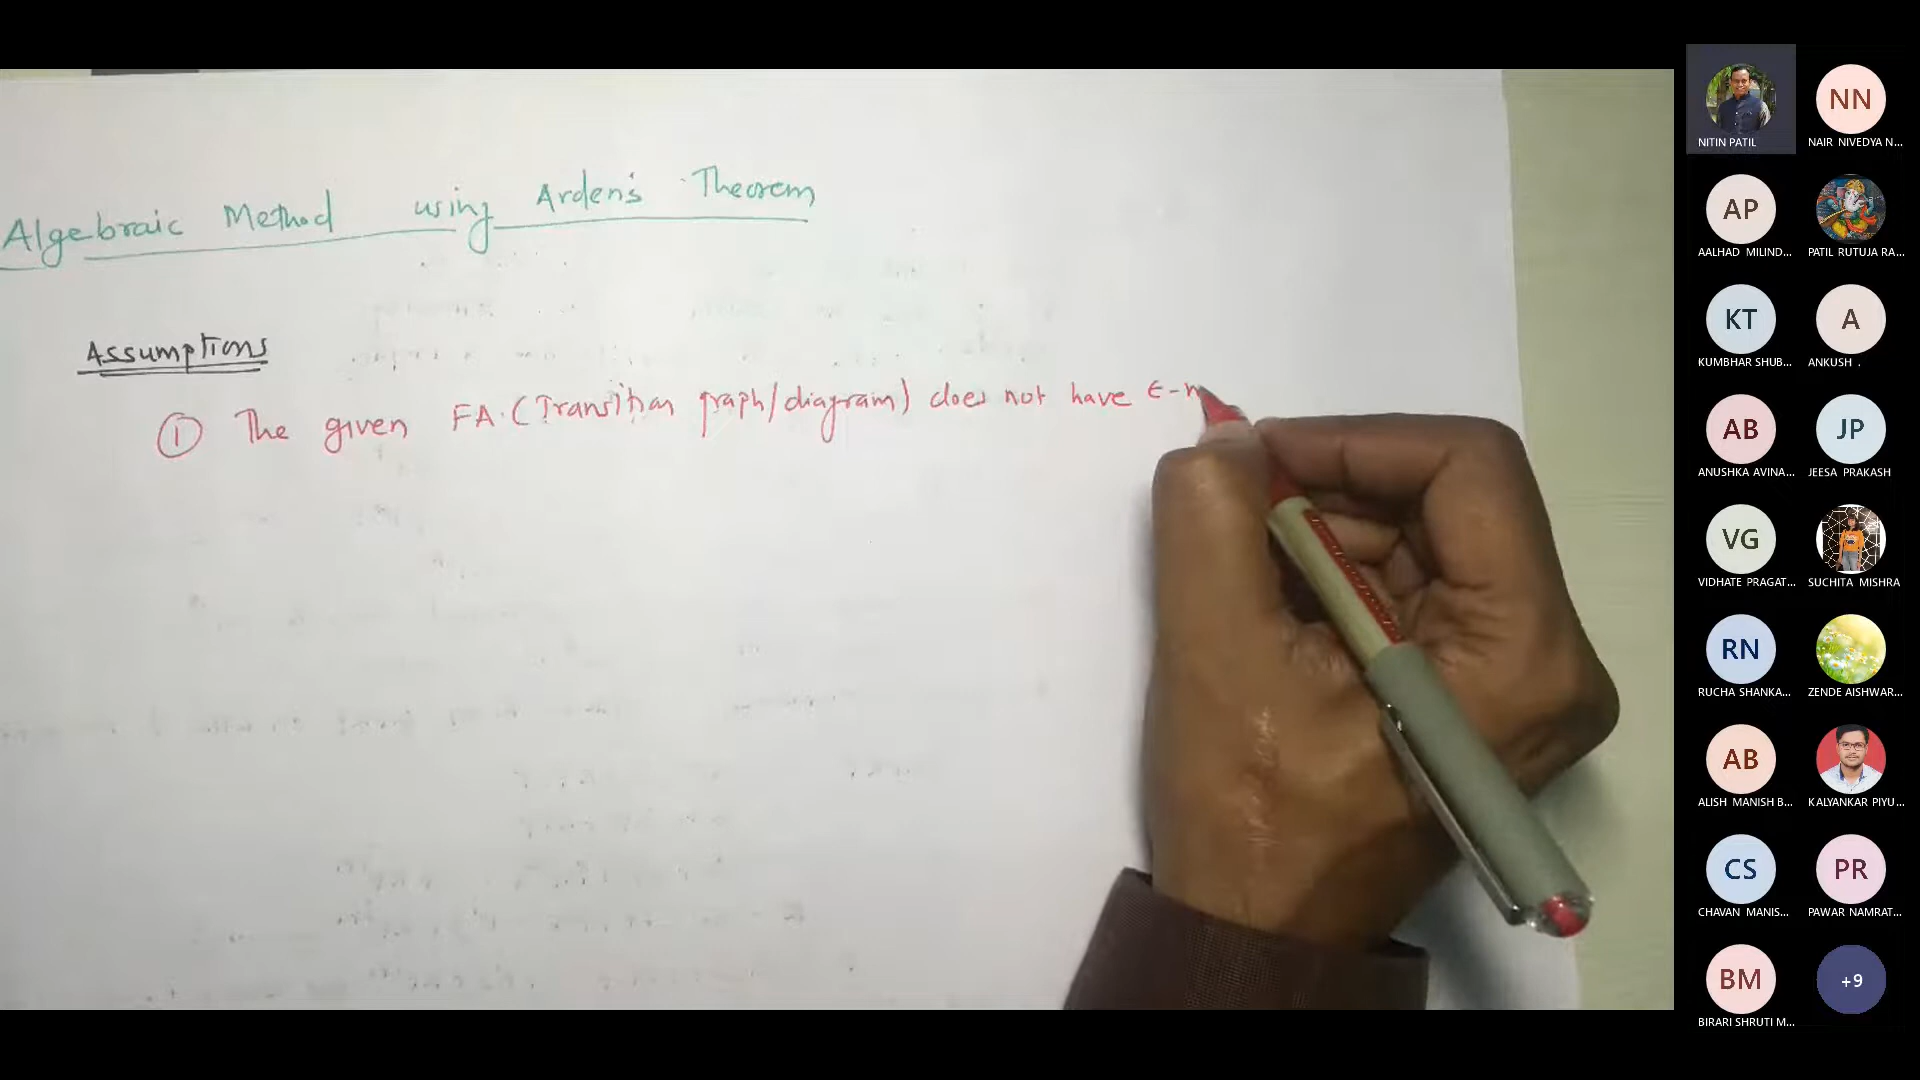 Algebraic Method using Arden's Theorem
Assumptions
① The given FA (Transition graph/diagram) does not have ϵ-m
NITIN PATIL
NN
NAIR NIVEDYA N...
AP
AALHAD MILIND...
PATIL RUTUJA RA...
KT
KUMBHAR SHUB...
A
ANKUSH .
AB
ANUSHKA AVINA...
JP
JEESA PRAKASH
VG
VIDHATE PRAGAT...
SUCHITA MISHRA
RN
RUCHA SHANKA...
ZENDE AISHWAR...
AB
ALISH MANISH B...
KALYANKAR PIYU...
CS
CHAVAN MANIS...
PR
PAWAR NAMRAT...
BM
BIRARI SHRUTI M...
+9